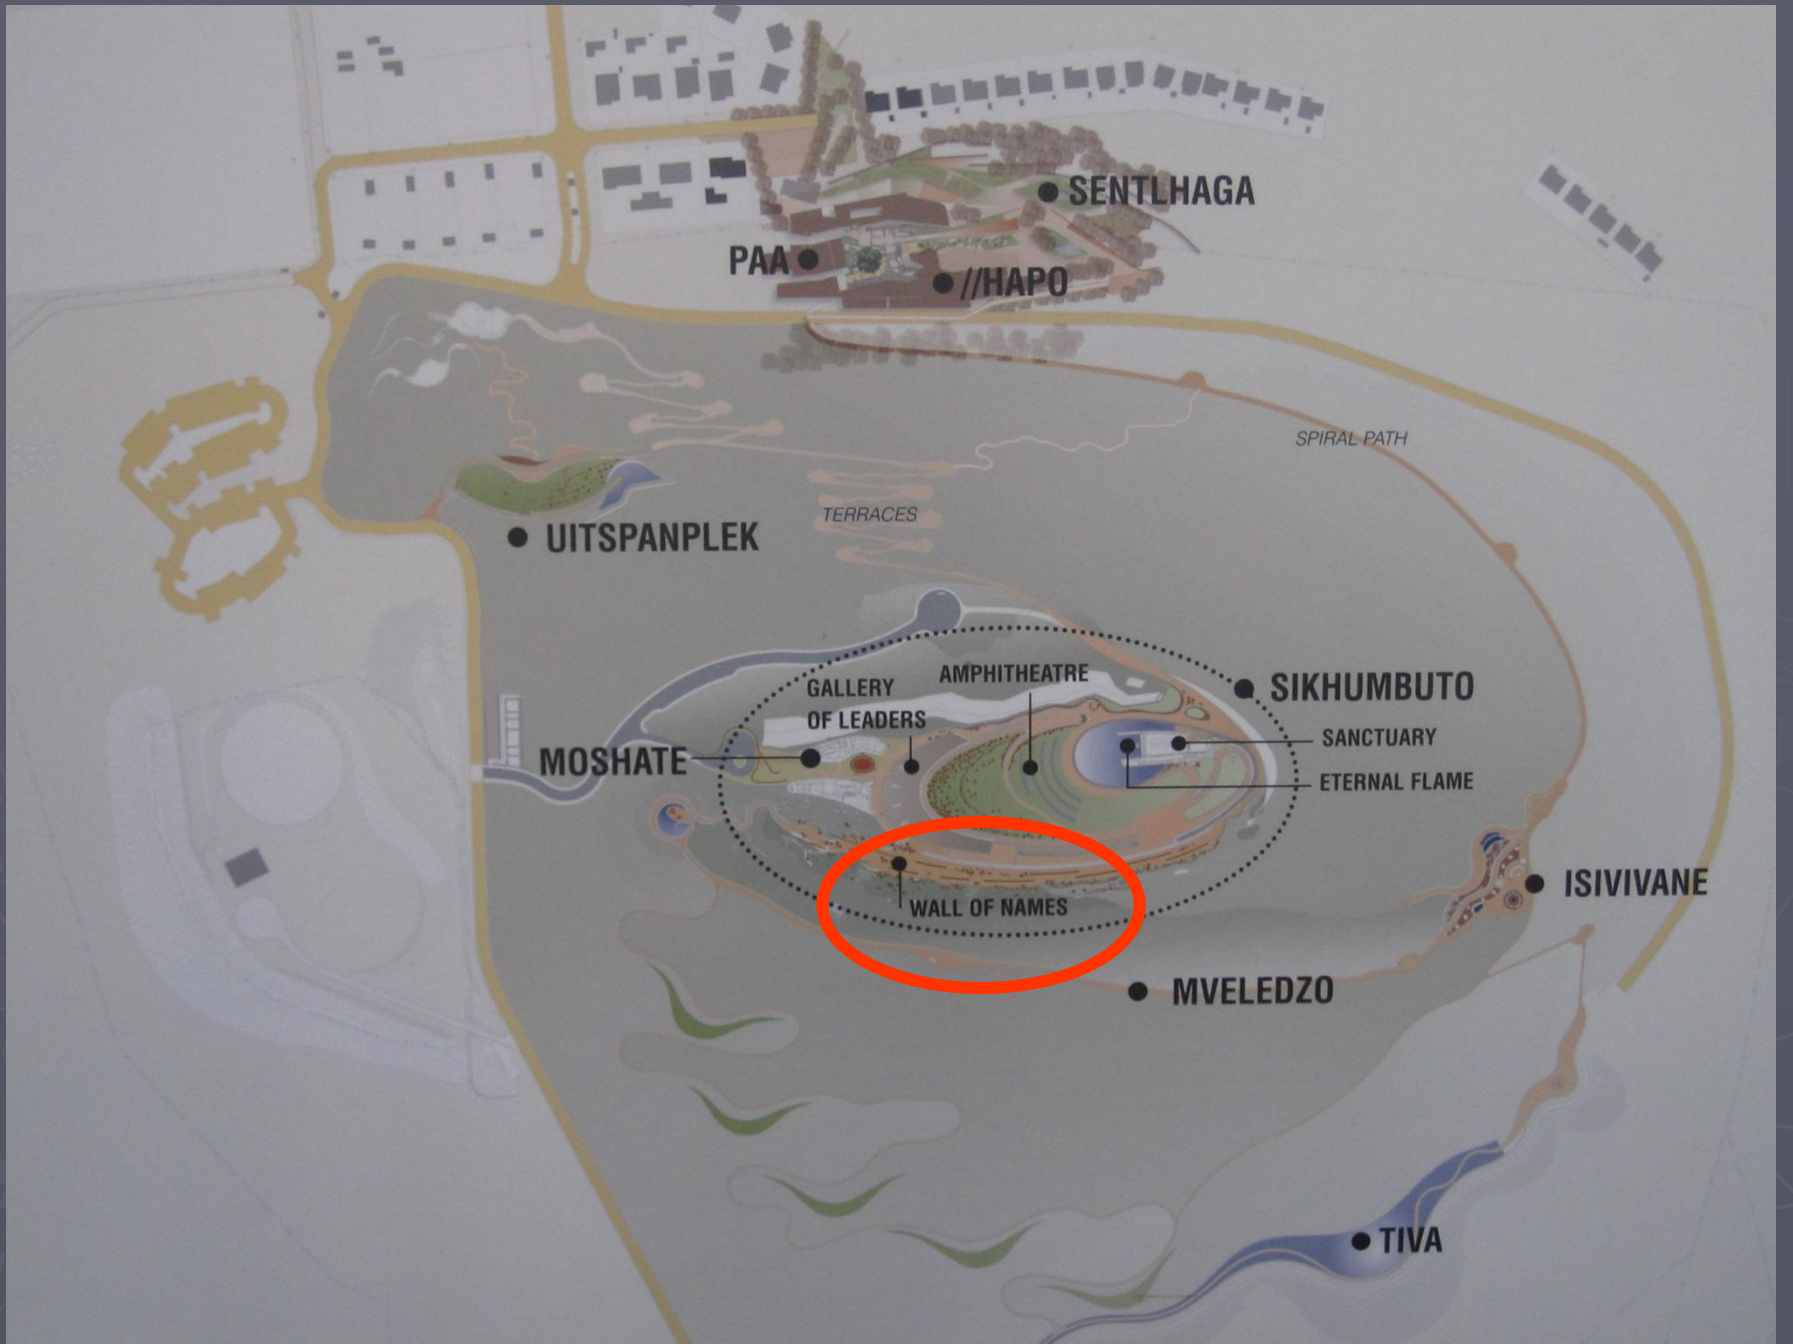 SENTLHAGA
PAA
//HAPO
SPIRAL PATH
TERRACES
UITSPANPLEK
AMPHITHEATRE
GALLERY
OF LEADERS
SIKHUMBUTO
SANCTUARY
MOSHATE
ETERNAL FLAME
ISIVIVANE
WALL OF NAMES
MVELEDZO
TIVA